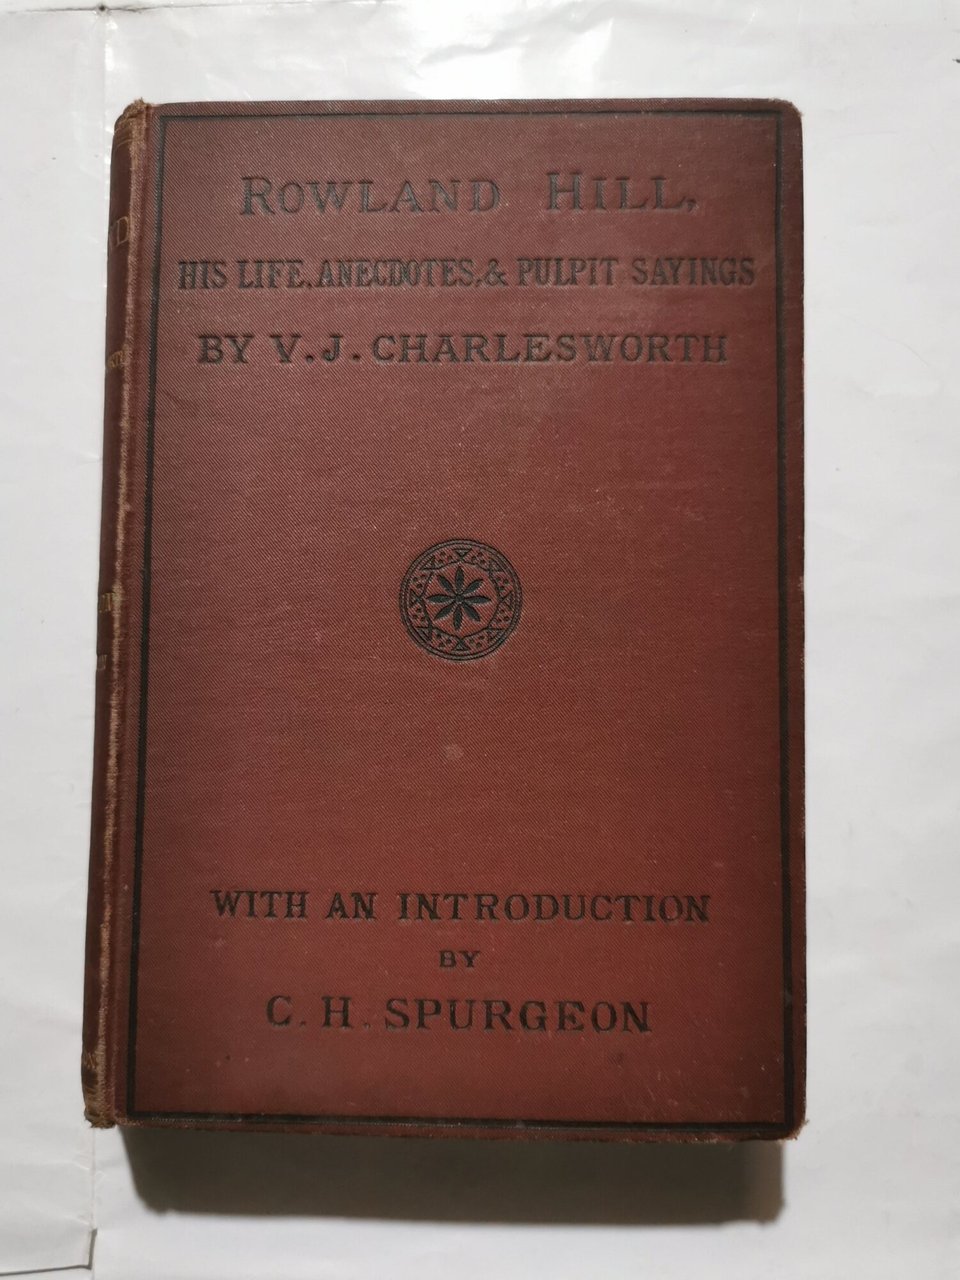 ROWLAND HILL,
HIS LIFE, ANECDOTES, & PULPIT SAYINGS
BY V. J. CHARLESWORTH
WITH AN INTRODUCTION
BY
C. H. SPURGEON